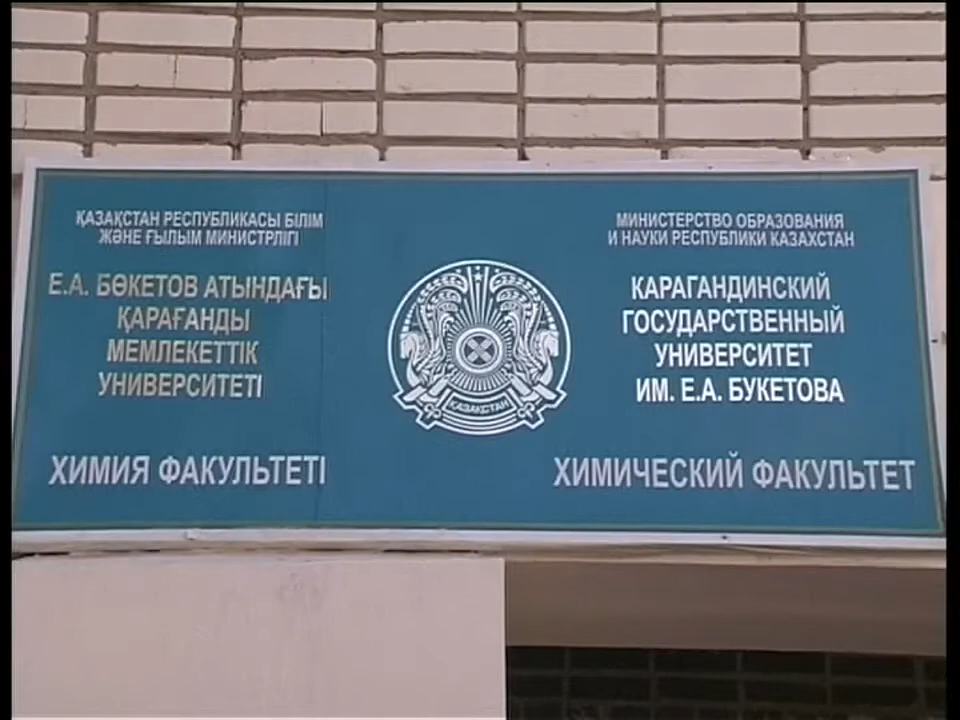 ҚАЗАҚСТАН РЕСПУБЛИКАСЫ БІЛІМ
ЖӘНЕ ҒЫЛЫМ МИНИСТРЛІГІ
Е.А. БӨКЕТОВ АТЫНДАҒЫ
ҚАРАҒАНДЫ
МЕМЛЕКЕТТІК
УНИВЕРСИТЕТІ
ХИМИЯ ФАКУЛЬТЕТІ
ҚАЗАҚСТАН
МИНИСТЕРСТВО ОБРАЗОВАНИЯ
И НАУКИ РЕСПУБЛИКИ КАЗАХСТАН
КАРАГАНДИНСКИЙ
ГОСУДАРСТВЕННЫЙ
УНИВЕРСИТЕТ
ИМ. Е.А. БУКЕТОВА
ХИМИЧЕСКИЙ ФАКУЛЬТЕТ